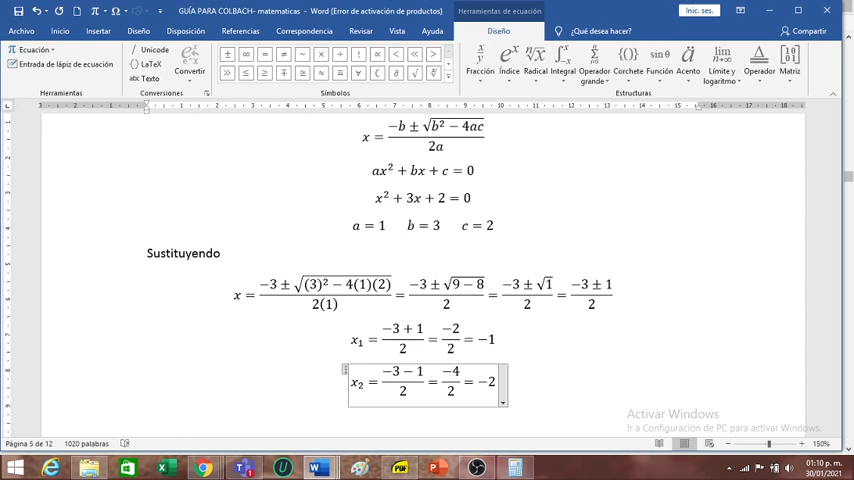 GUÍA PARA COLBACH- matematicas - Word [Error de activación de productos]
Herramientas de ecuación
Inic. ses.
Archivo Inicio Insertar Diseño Disposición Referencias Correspondencia Revisar Vista Ayuda Diseño ¿Qué desea hacer? Compartir
π Ecuación
Entrada de lápiz de ecuación
Herramientas
Unicode
LaTeX
abc Texto
Convertir
Conversiones
± ∞ = ≠ ~ × ÷ ! ∝ < ≪ >
≫ ≤ ≥ ∓ ≅ ≈ ≡ ∀ ∁ ∂ √ ∛
Símbolos
Fracción Índice Radical Integral Operador grande Corchete Función Acento Límite y logaritmo Operador Matriz
Estructuras
x = (−b ± √(b² − 4ac))/(2a)
ax² + bx + c = 0
x² + 3x + 2 = 0
a = 1 b = 3 c = 2
Sustituyendo
x = (−3 ± √((3)² − 4(1)(2)))/(2(1)) = (−3 ± √(9 − 8))/2 = (−3 ± √1)/2 = (−3 ± 1)/2
x₁ = (−3 + 1)/2 = (−2)/2 = −1
x₂ = (−3 − 1)/2 = (−4)/2 = −2
Activar Windows
Ir a Configuración de PC para activar Windows.
Página 5 de 12 1020 palabras 150%
01:10 p. m.
30/01/2021